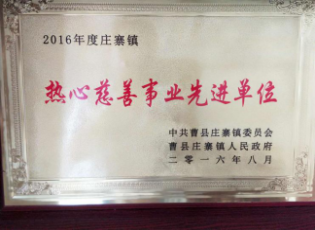 2016年度庄寨镇
热心慈善事业先进单位
中共曹县庄寨镇委员会
曹县庄寨镇人民政府
二零一六年八月